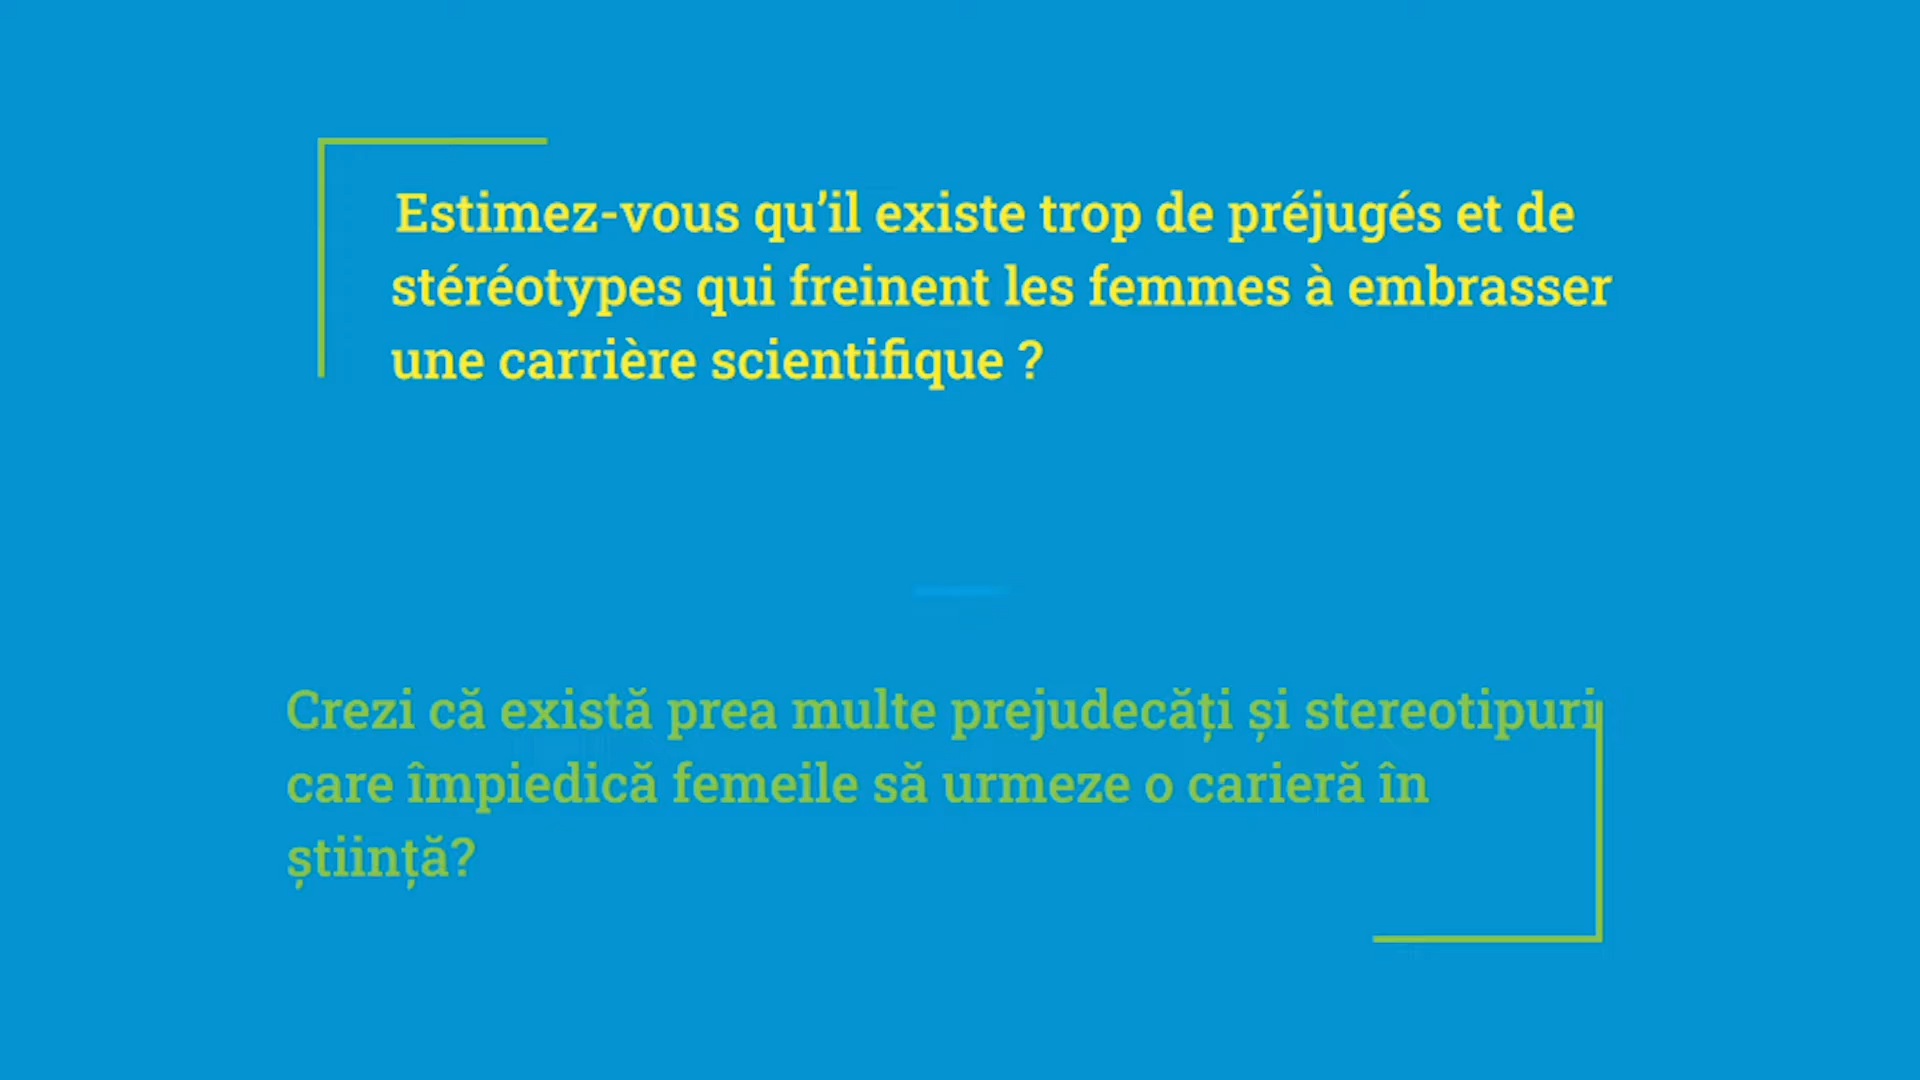 Estimez-vous qu’il existe trop de préjugés et de
stéréotypes qui freinent les femmes à embrasser
une carrière scientifique ?
Crezi că există prea multe prejudecăți și stereotipuri
care împiedică femeile să urmeze o carieră în
știință?